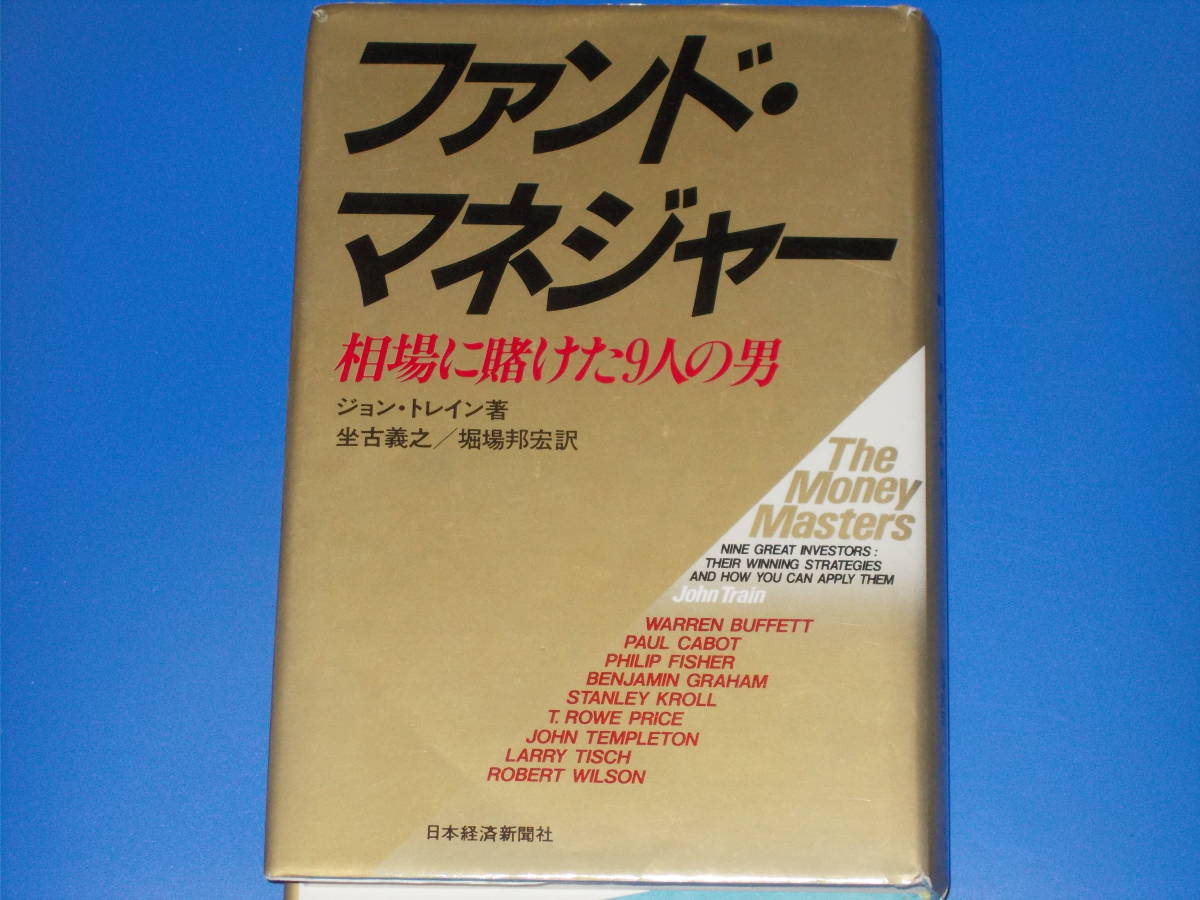 ファンド・
マネジャー
相場に賭けた9人の男
ジョン・トレイン著
坐古義之／堀場邦宏訳
The
Money
Masters
NINE GREAT INVESTORS:
THEIR WINNING STRATEGIES
AND HOW YOU CAN APPLY THEM
John Train
WARREN BUFFETT
PAUL CABOT
PHILIP FISHER
BENJAMIN GRAHAM
STANLEY KROLL
T. ROWE PRICE
JOHN TEMPLETON
LARRY TISCH
ROBERT WILSON
日本経済新聞社